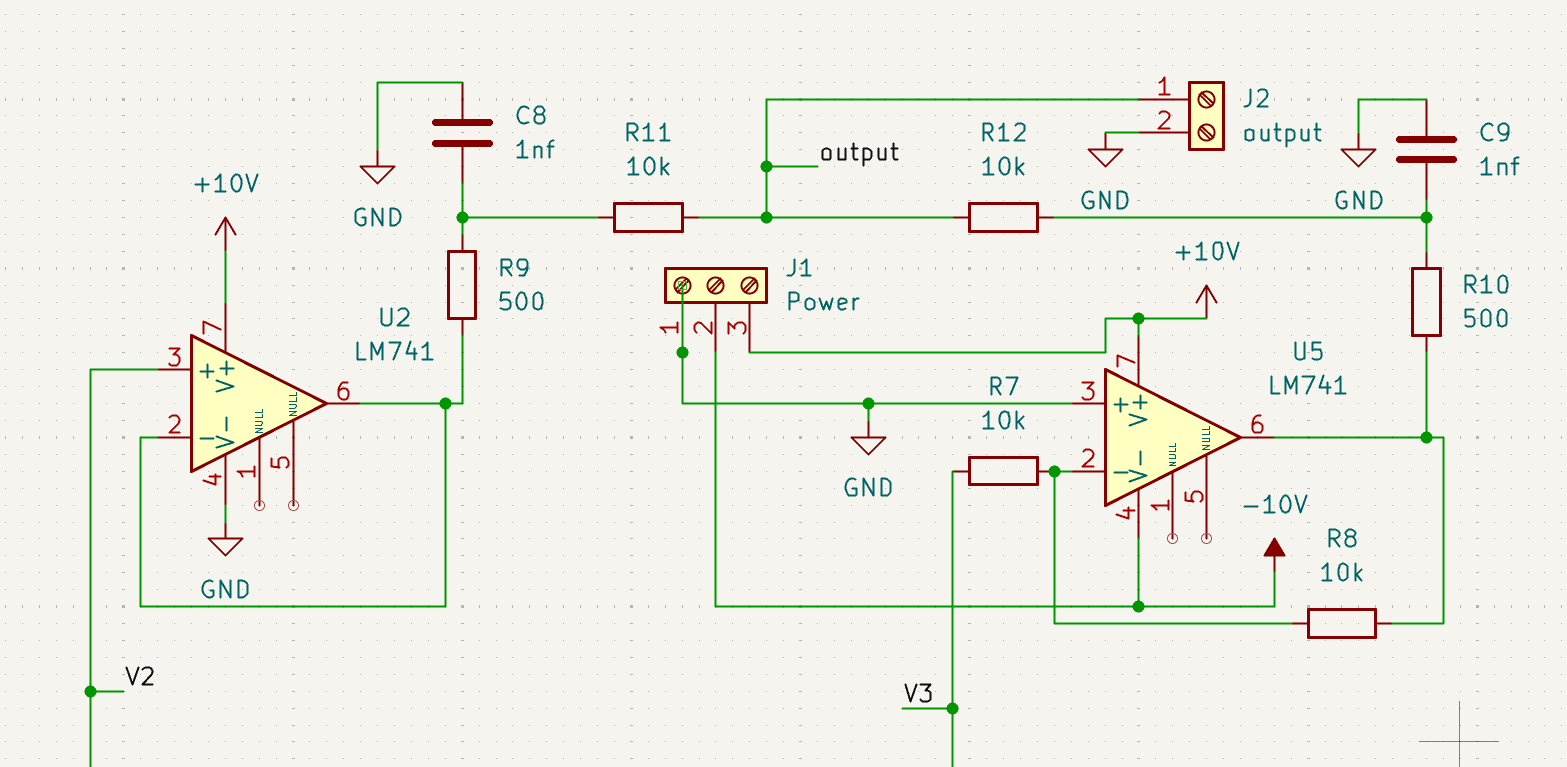 C8
1nf
GND
+10V
7
3
2
6
4
1
5
+
V+
V-
-
NULL
NULL
U2
LM741
GND
R9
500
R11
10k
output
R12
10k
1
2
J2
output
GND
C9
1nf
GND
J1
Power
1
2
3
+10V
R10
500
U5
LM741
7
3
2
6
4
1
5
+
V+
V-
-
NULL
NULL
R7
10k
GND
-10V
R8
10k
V2
V3